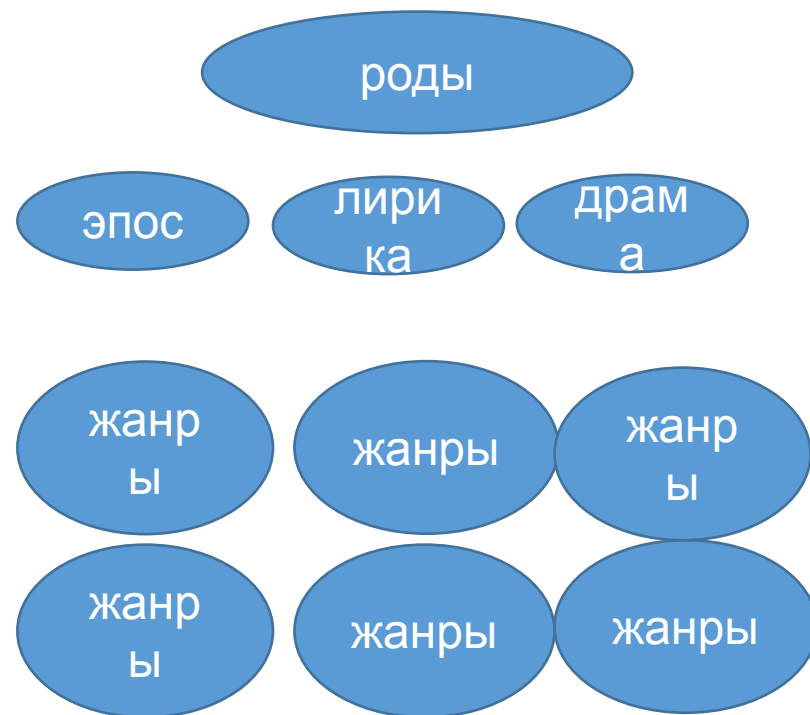 роды
эпос
лири
ка
драм
а
жанр
ы
жанры
жанр
ы
жанр
ы
жанры
жанры